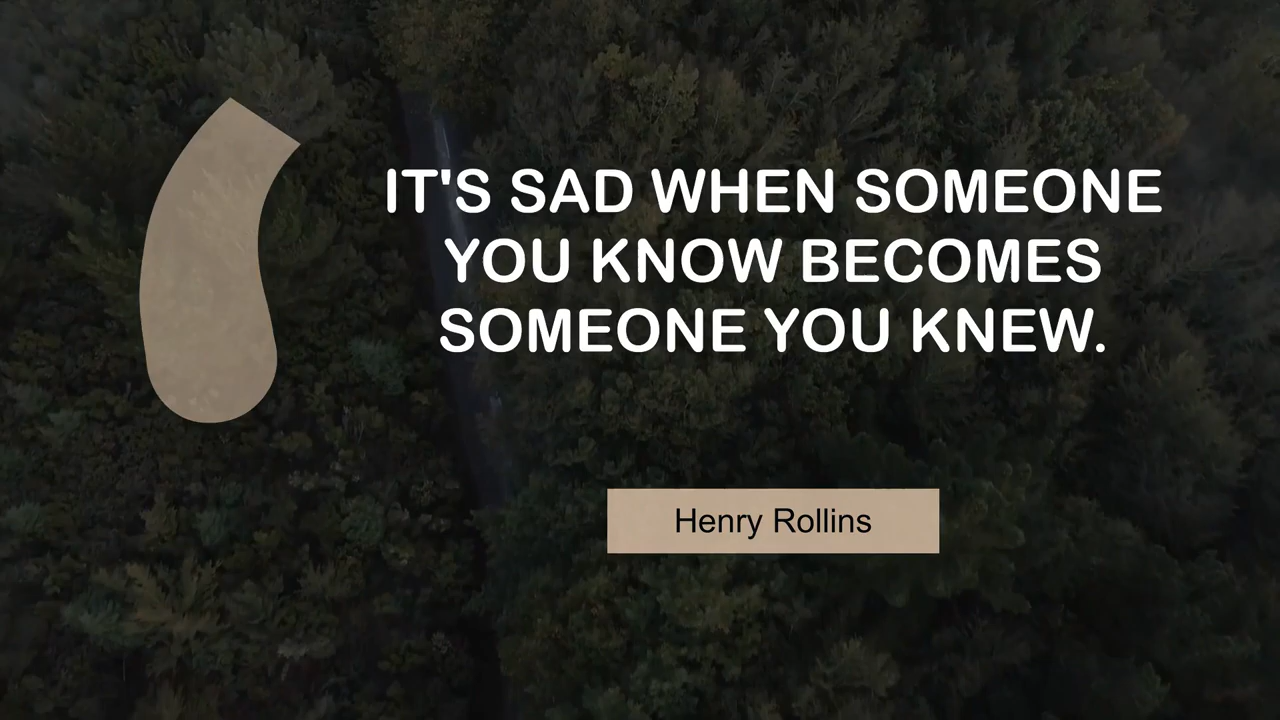 IT'S SAD WHEN SOMEONE
YOU KNOW BECOMES
SOMEONE YOU KNEW.
Henry Rollins